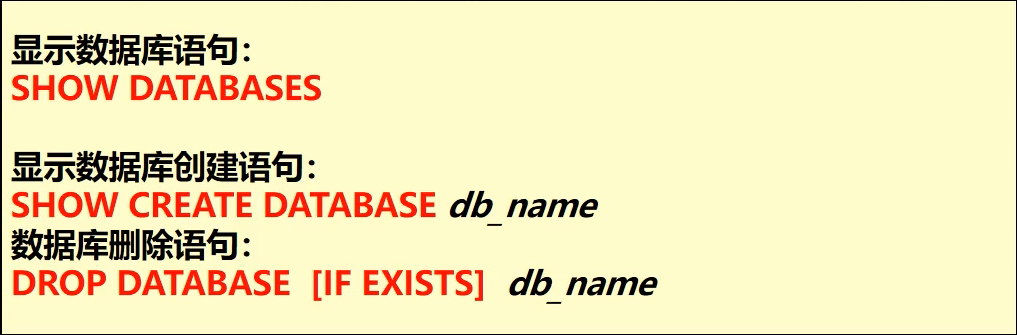 显示数据库语句：
SHOW DATABASES
显示数据库创建语句：
SHOW CREATE DATABASE db_name
数据库删除语句：
DROP DATABASE  [IF EXISTS]  db_name